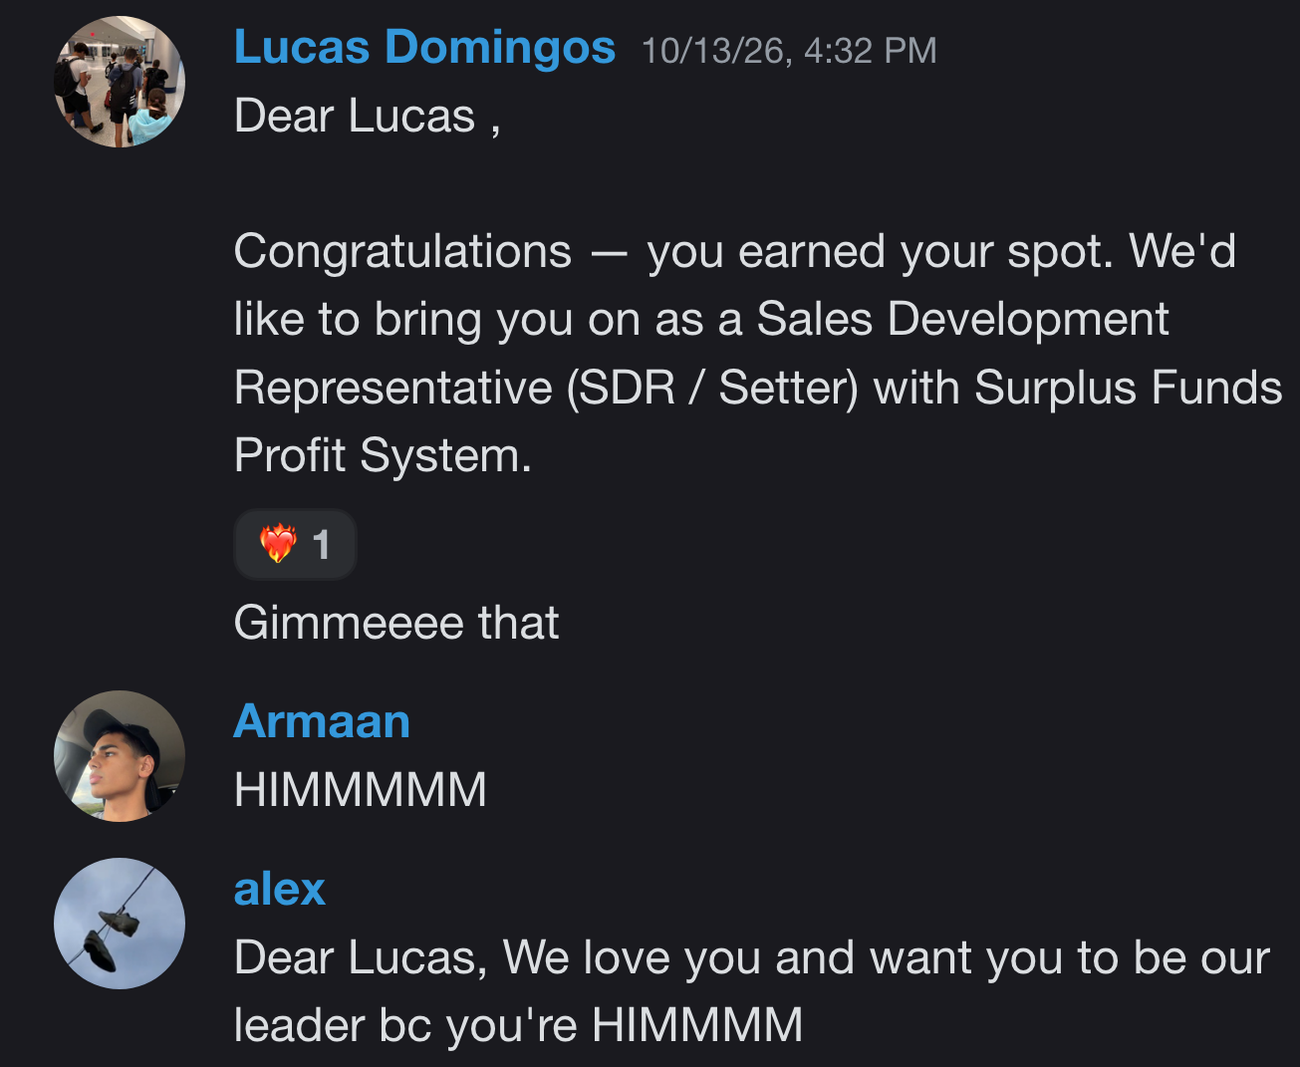 Lucas Domingos 10/13/26, 4:32 PM
Dear Lucas ,
Congratulations — you earned your spot. We'd
like to bring you on as a Sales Development
Representative (SDR / Setter) with Surplus Funds
Profit System.
❤️‍🔥 1
Gimmeeee that
Armaan
HIMMMMM
alex
Dear Lucas, We love you and want you to be our
leader bc you're HIMMMM